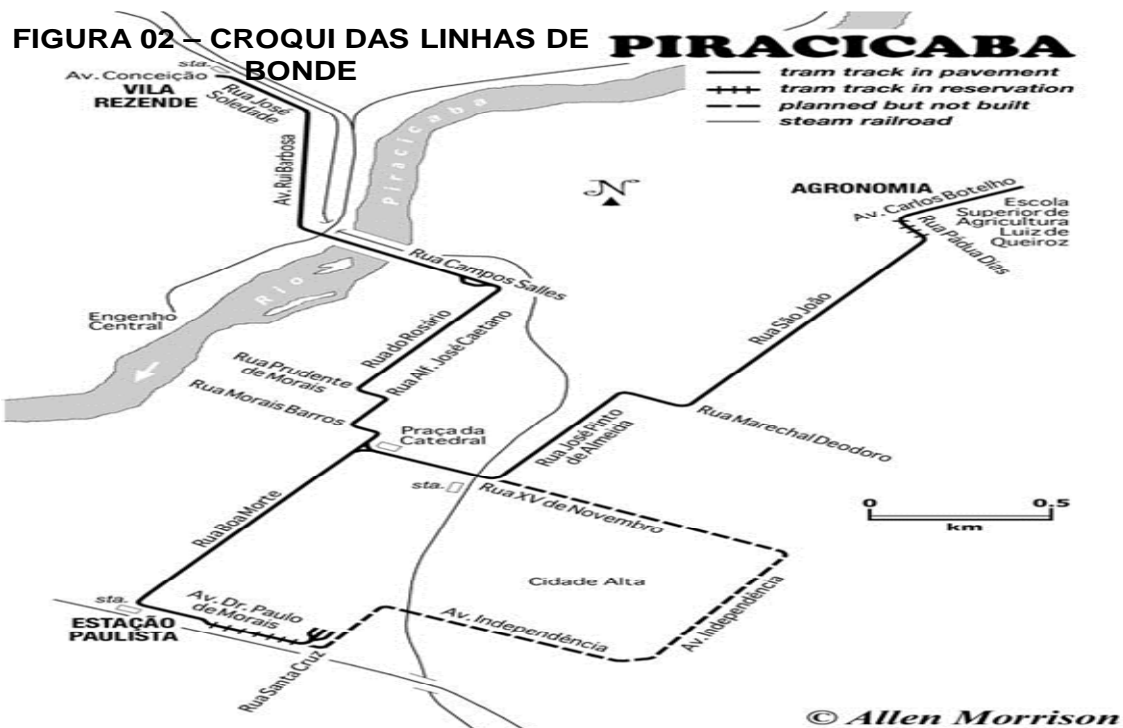 FIGURA 02 – CROQUI DAS LINHAS DE
BONDE
PIRACICABA
tram track in pavement
tram track in reservation
planned but not built
steam railroad
sta.
Av. Conceição
VILA
REZENDE
Rua José
Soledade
Av. Rui Barbosa
Piracicaba
N
AGRONOMIA
Av. Carlos Botelho
Escola
Superior de
Agricultura
Luiz de
Queiroz
Rua Pádua Dias
Rua Campos Salles
Rio
Engenho
Central
Rua do Rosário
Rua Alf. José Caetano
Rua São João
Rua Prudente
de Morais
Rua Morais Barros
Praça da
Catedral
Rua José Pinto
de Almeida
Rua Marechal Deodoro
sta.
Rua XV de Novembro
Rua Boa Morte
0 0.5
km
Cidade Alta
Av. Independência
Av. Independência
sta.
ESTAÇÃO
PAULISTA
Av. Dr. Paulo
de Morais
Rua Santa Cruz
© Allen Morrison